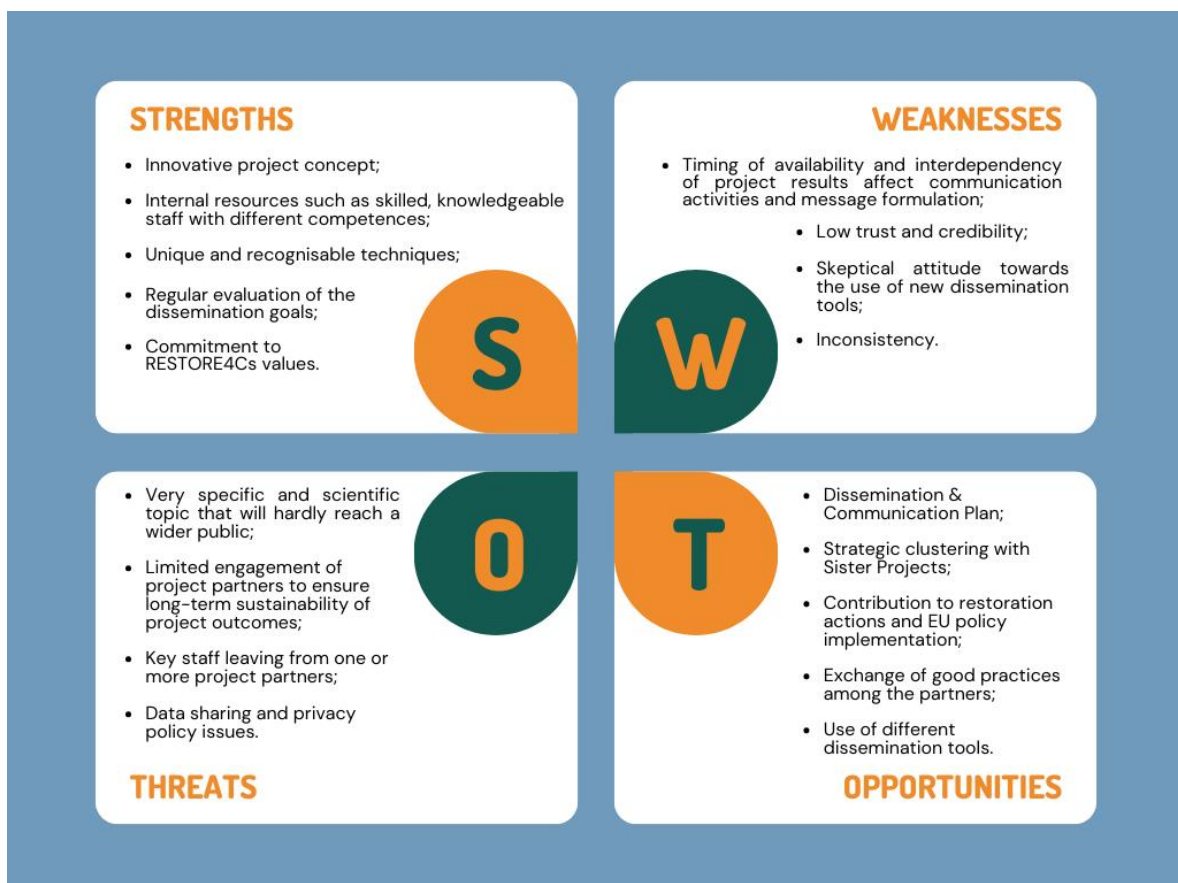 STRENGTHS
• Innovative project concept;
• Internal resources such as skilled, knowledgeable
staff with different competences;
• Unique and recognisable techniques;
• Regular evaluation of the
dissemination goals;
• Commitment to
RESTORE4Cs values.
S
WEAKNESSES
• Timing of availability and interdependency
of project results affect communication
activities and message formulation;
• Low trust and credibility;
• Skeptical attitude towards
the use of new dissemination
tools;
• Inconsistency.
W
• Very specific and scientific
topic that will hardly reach a
wider public;
• Limited engagement of
project partners to ensure
long-term sustainability of
project outcomes;
• Key staff leaving from one or
more project partners;
• Data sharing and privacy
policy issues.
THREATS
O
T
• Dissemination &
Communication Plan;
• Strategic clustering with
Sister Projects;
• Contribution to restoration
actions and EU policy
implementation;
• Exchange of good practices
among the partners;
• Use of different
dissemination tools.
OPPORTUNITIES